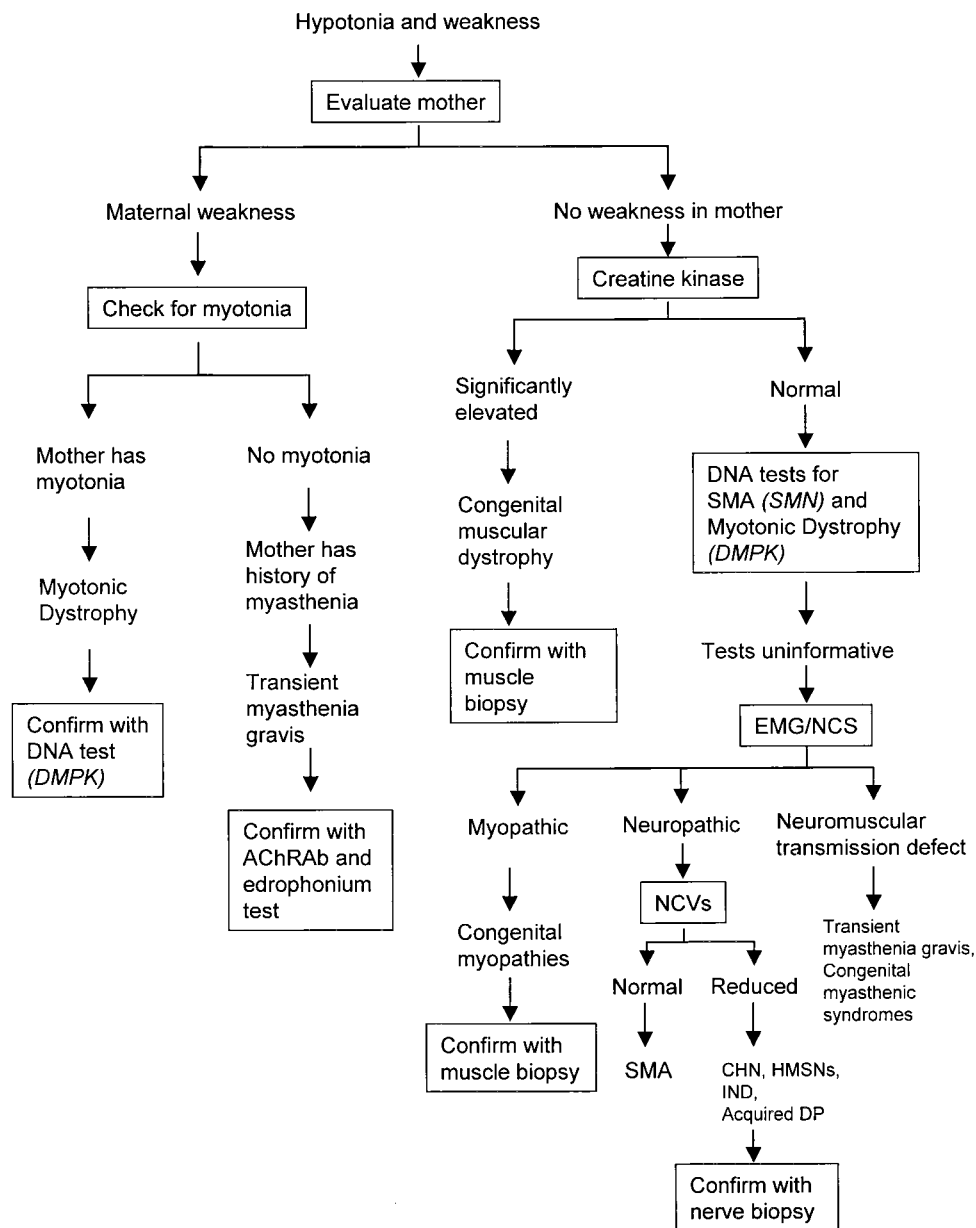 Hypotonia and weakness
Evaluate mother
Maternal weakness
No weakness in mother
Check for myotonia
Creatine kinase
Mother has
myotonia
No myotonia
Significantly
elevated
Normal
Myotonic
Dystrophy
Mother has
history of
myasthenia
Congenital
muscular
dystrophy
DNA tests for
SMA (SMN) and
Myotonic Dystrophy
(DMPK)
Confirm with
DNA test
(DMPK)
Transient
myasthenia
gravis
Confirm with
muscle
biopsy
Tests uninformative
EMG/NCS
Confirm with
AChRAb and
edrophonium
test
Myopathic
Neuropathic
Neuromuscular
transmission defect
Congenital
myopathies
NCVs
Transient
myasthenia gravis,
Congenital
myasthenic
syndromes
Normal
Reduced
Confirm with
muscle biopsy
SMA
CHN, HMSNs,
IND,
Acquired DP
Confirm with
nerve biopsy